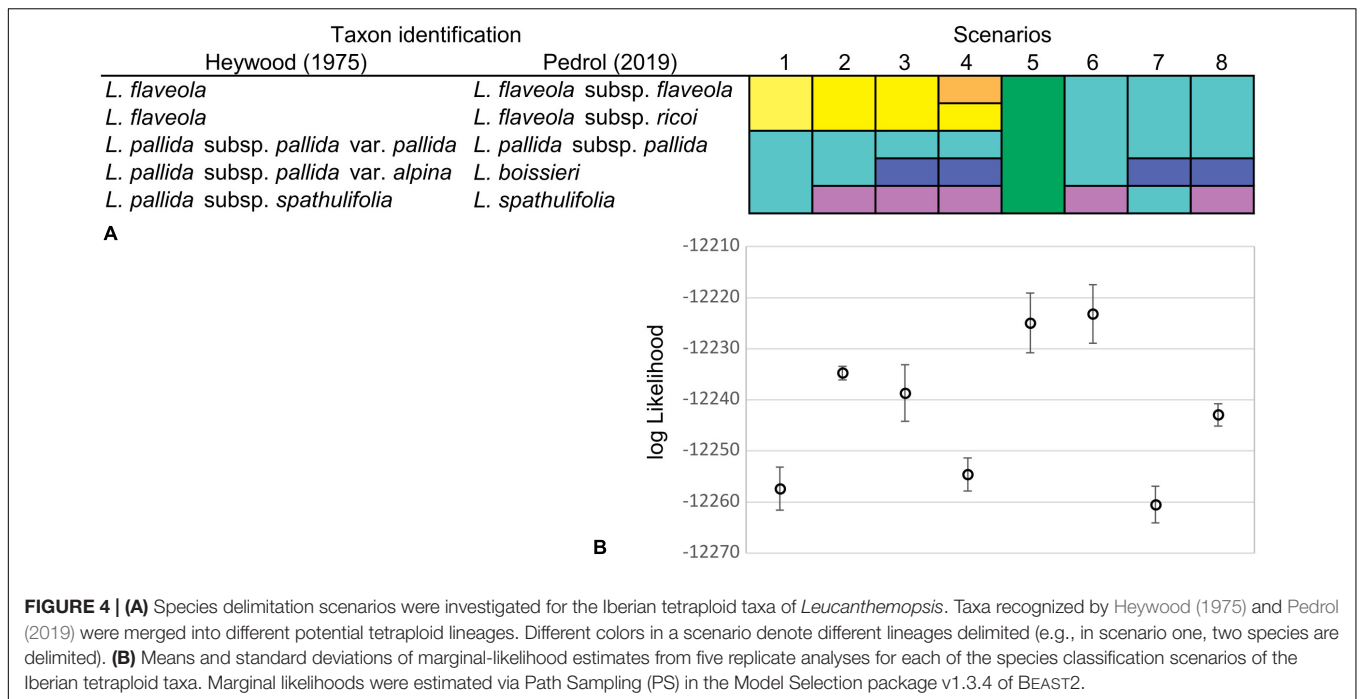 Taxon identification Scenarios
Heywood (1975) Pedrol (2019) 1 2 3 4 5 6 7 8
L. flaveola L. flaveola subsp. flaveola
L. flaveola L. flaveola subsp. ricoi
L. pallida subsp. pallida var. pallida L. pallida subsp. pallida
L. pallida subsp. pallida var. alpina L. boissieri
L. pallida subsp. spathulifolia L. spathulifolia
A
-12210
-12220
-12230
-12240
-12250
-12260
-12270
log Likelihood
B
FIGURE 4 | (A) Species delimitation scenarios were investigated for the Iberian tetraploid taxa of Leucanthemopsis. Taxa recognized by Heywood (1975) and Pedrol
(2019) were merged into different potential tetraploid lineages. Different colors in a scenario denote different lineages delimited (e.g., in scenario one, two species are
delimited). (B) Means and standard deviations of marginal-likelihood estimates from five replicate analyses for each of the species classification scenarios of the
Iberian tetraploid taxa. Marginal likelihoods were estimated via Path Sampling (PS) in the Model Selection package v1.3.4 of BEAST2.